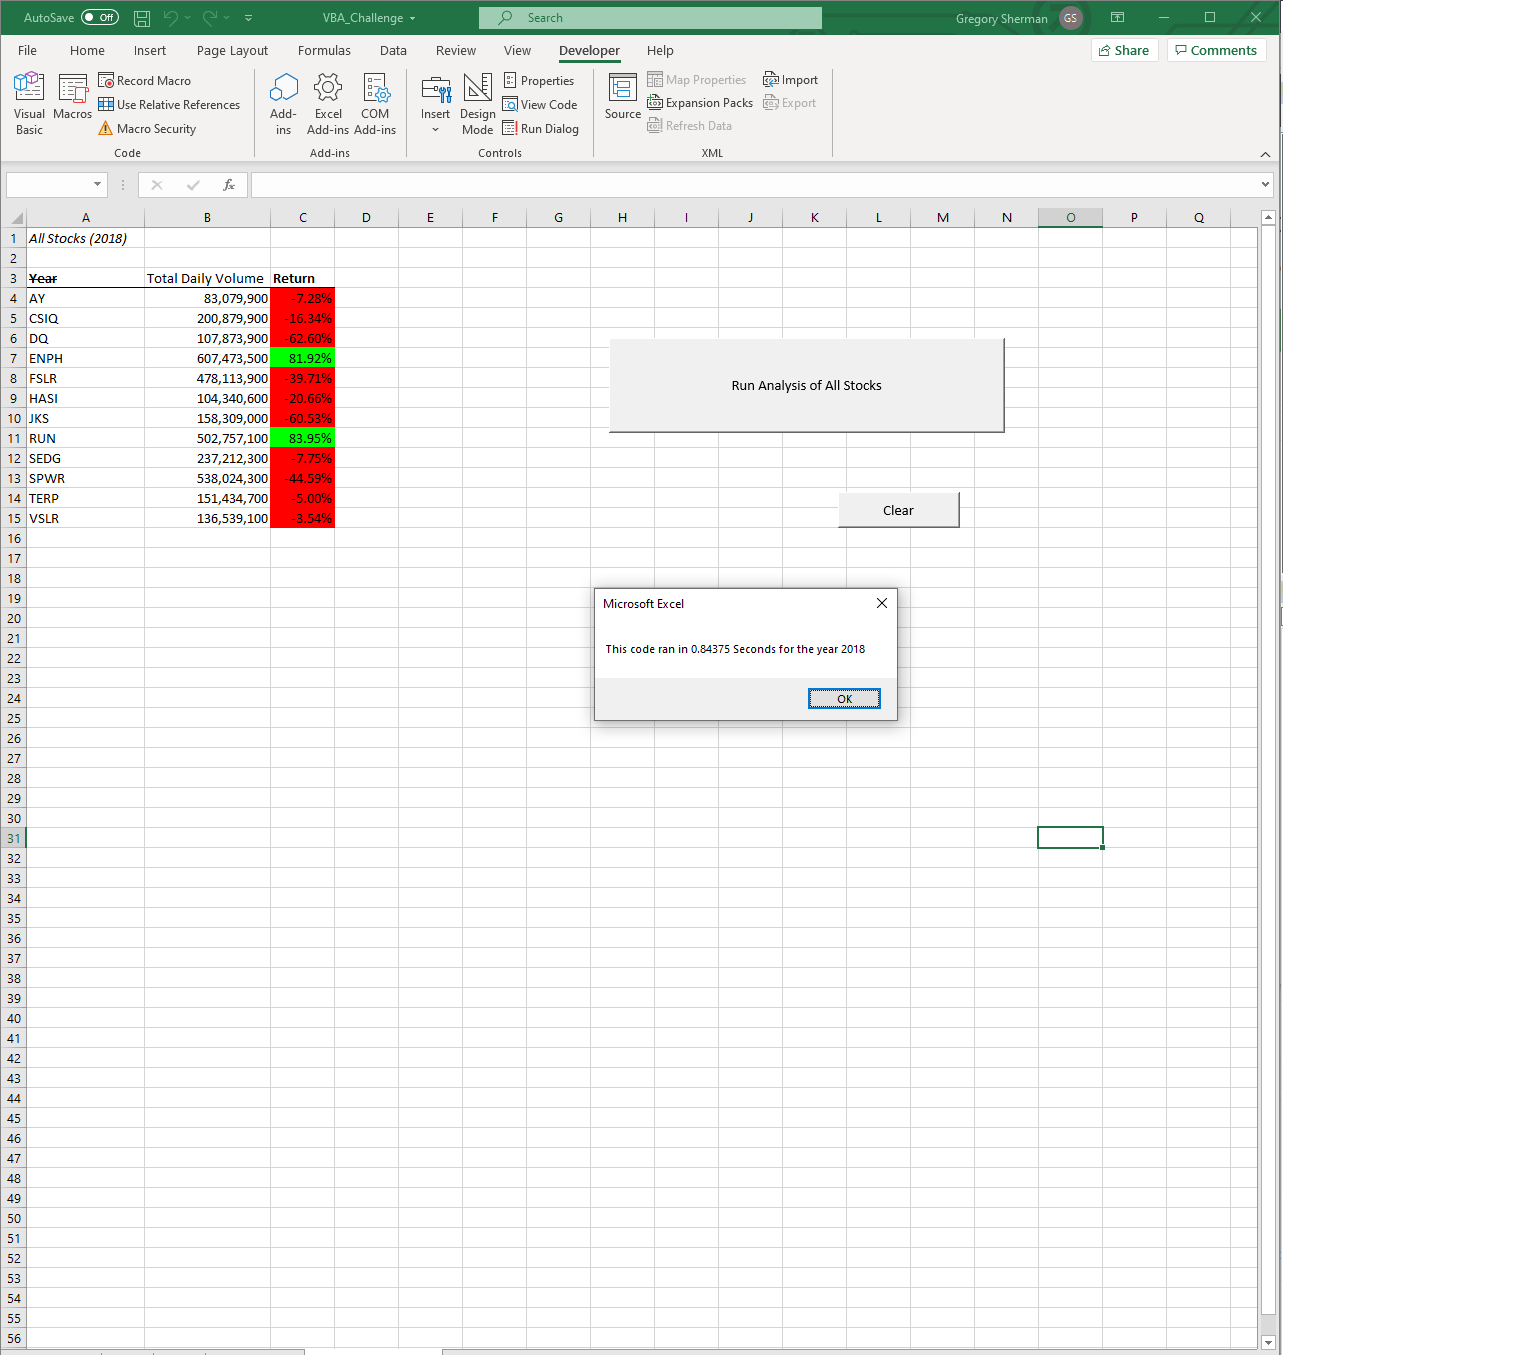 AutoSave Off VBA_Challenge Search Gregory Sherman GS
File Home Insert Page Layout Formulas Data Review View Developer Help Share Comments
Visual Basic
Macros
Record Macro
Use Relative References
Macro Security
Code
Add-ins
Excel Add-ins
COM Add-ins
Add-ins
Insert
Design Mode
Properties
View Code
Run Dialog
Controls
Source
Map Properties
Expansion Packs
Refresh Data
Import
Export
XML
fx
A B C D E F G H I J K L M N O P Q
1 All Stocks (2018)
2
3 Year Total Daily Volume Return
4 AY 83,079,900 -7.28%
5 CSIQ 200,879,900 -16.34%
6 DQ 107,873,900 -62.60%
7 ENPH 607,473,500 81.92%
8 FSLR 478,113,900 -39.71%
9 HASI 104,340,600 -20.66%
10 JKS 158,309,000 -60.53%
11 RUN 502,757,100 83.95%
12 SEDG 237,212,300 -7.75%
13 SPWR 538,024,300 -44.59%
14 TERP 151,434,700 -5.00%
15 VSLR 136,539,100 -3.54%
Run Analysis of All Stocks
Clear
16
17
18
19
20
21
22
23
24
25
Microsoft Excel
This code ran in 0.84375 Seconds for the year 2018
OK
26
27
28
29
30
31
32
33
34
35
36
37
38
39
40
41
42
43
44
45
46
47
48
49
50
51
52
53
54
55
56